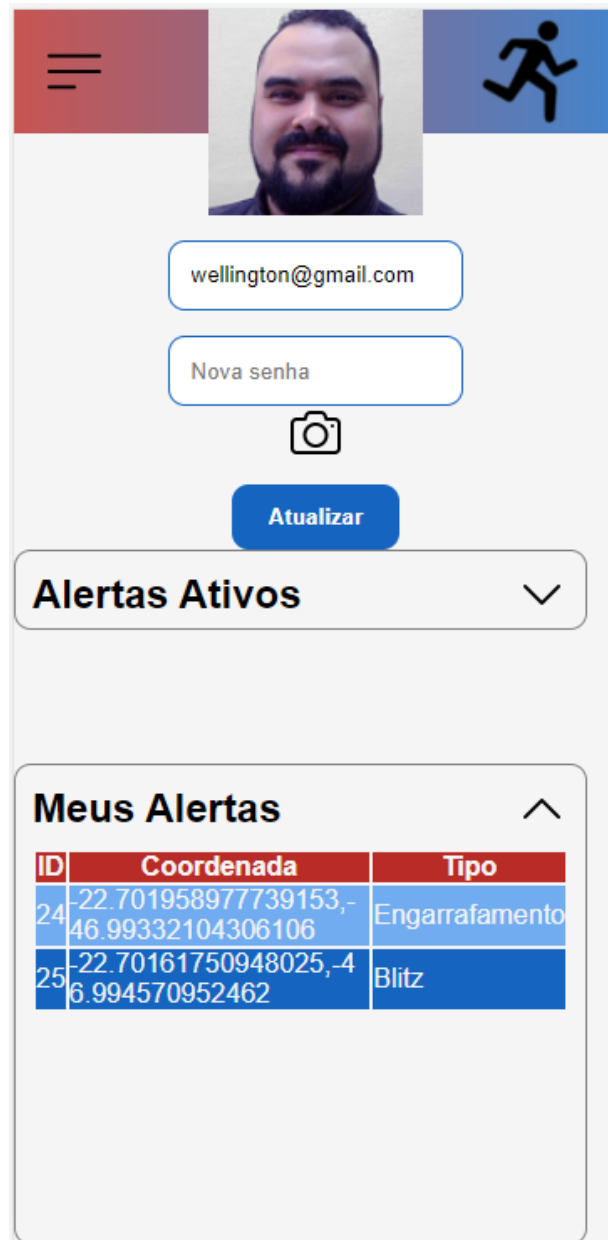 wellington@gmail.com
Nova senha
Atualizar
Alertas Ativos
Meus Alertas
ID Coordenada Tipo
24 -22.701958977739153,-
46.99332104306106 Engarrafamento
25 -22.70161750948025,-4
6.994570952462 Blitz